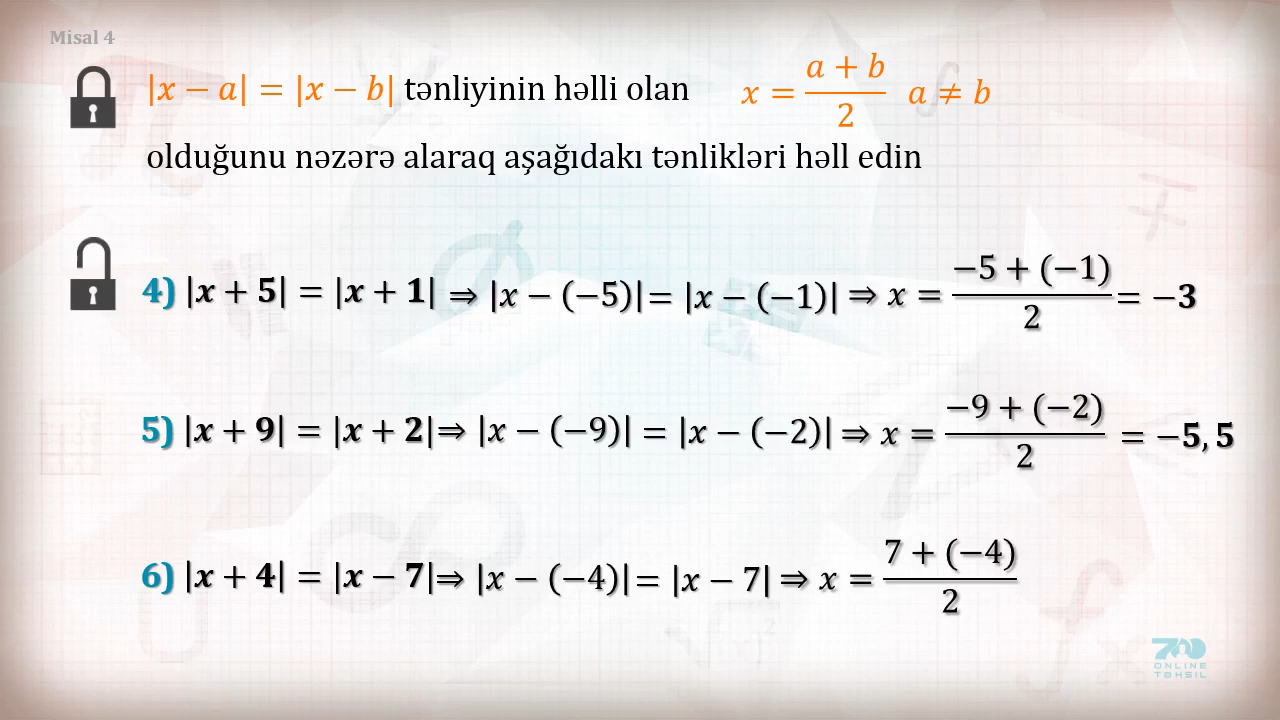 Misal 4
|x − a| = |x − b| tənliyinin həlli olan x = (a + b)/2 a ≠ b
olduğunu nəzərə alaraq aşağıdakı tənlikləri həll edin
4) |x + 5| = |x + 1| ⇒ |x − (−5)| = |x − (−1)| ⇒ x = (−5 + (−1))/2 = −3
5) |x + 9| = |x + 2| ⇒ |x − (−9)| = |x − (−2)| ⇒ x = (−9 + (−2))/2 = −5,5
6) |x + 4| = |x − 7| ⇒ |x − (−4)| = |x − 7| ⇒ x = (7 + (−4))/2
700
ONLINE
TƏHSİL